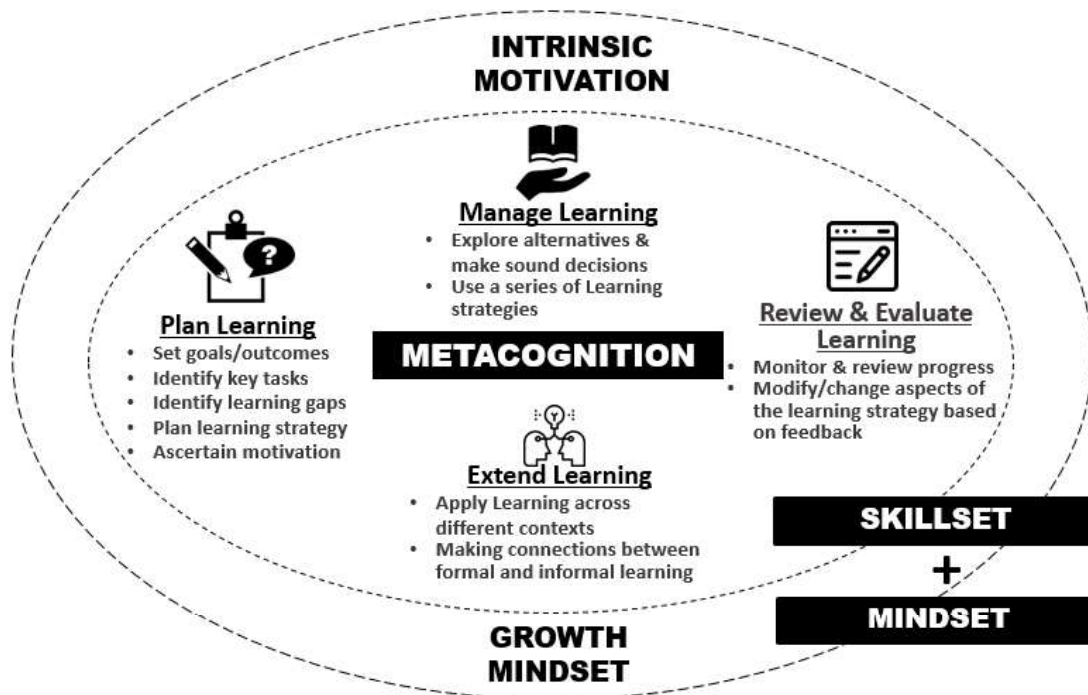 INTRINSIC
MOTIVATION
Manage Learning
• Explore alternatives &
make sound decisions
• Use a series of Learning
strategies
?
Plan Learning
• Set goals/outcomes
• Identify key tasks
• Identify learning gaps
• Plan learning strategy
• Ascertain motivation
METACOGNITION
Review & Evaluate
Learning
• Monitor & review progress
• Modify/change aspects of
the learning strategy based
on feedback
Extend Learning
• Apply Learning across
different contexts
• Making connections between
formal and informal learning
SKILLSET
+
MINDSET
GROWTH
MINDSET